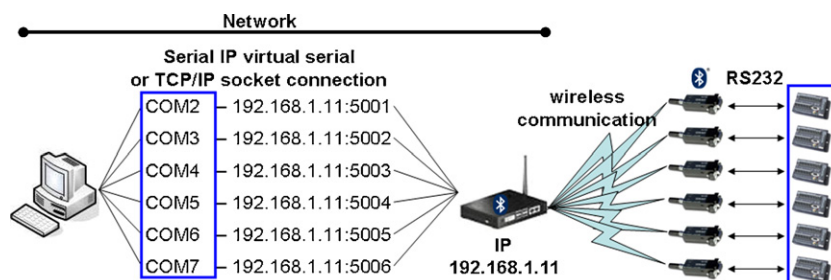 Network
Serial IP virtual serial
or TCP/IP socket connection
COM2 – 192.168.1.11:5001
COM3 – 192.168.1.11:5002
COM4 – 192.168.1.11:5003
COM5 – 192.168.1.11:5004
COM6 – 192.168.1.11:5005
COM7 – 192.168.1.11:5006
IP
192.168.1.11
wireless
communication
RS232